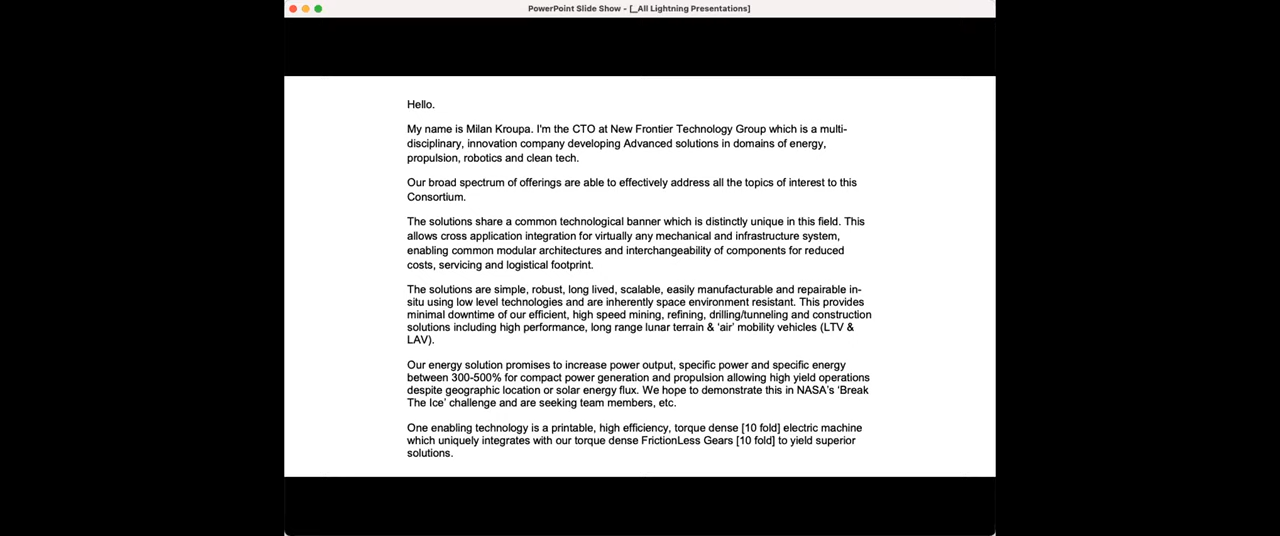 PowerPoint Slide Show - [_All Lightning Presentations]
Hello.
My name is Milan Kroupa. I'm the CTO at New Frontier Technology Group which is a multi-
disciplinary, innovation company developing Advanced solutions in domains of energy,
propulsion, robotics and clean tech.
Our broad spectrum of offerings are able to effectively address all the topics of interest to this
Consortium.
The solutions share a common technological banner which is distinctly unique in this field. This
allows cross application integration for virtually any mechanical and infrastructure system,
enabling common modular architectures and interchangeability of components for reduced
costs, servicing and logistical footprint.
The solutions are simple, robust, long lived, scalable, easily manufacturable and repairable in-
situ using low level technologies and are inherently space environment resistant. This provides
minimal downtime of our efficient, high speed mining, refining, drilling/tunneling and construction
solutions including high performance, long range lunar terrain & ‘air’ mobility vehicles (LTV &
LAV).
Our energy solution promises to increase power output, specific power and specific energy
between 300-500% for compact power generation and propulsion allowing high yield operations
despite geographic location or solar energy flux. We hope to demonstrate this in NASA’s ‘Break
The Ice’ challenge and are seeking team members, etc.
One enabling technology is a printable, high efficiency, torque dense [10 fold] electric machine
which uniquely integrates with our torque dense FrictionLess Gears [10 fold] to yield superior
solutions.